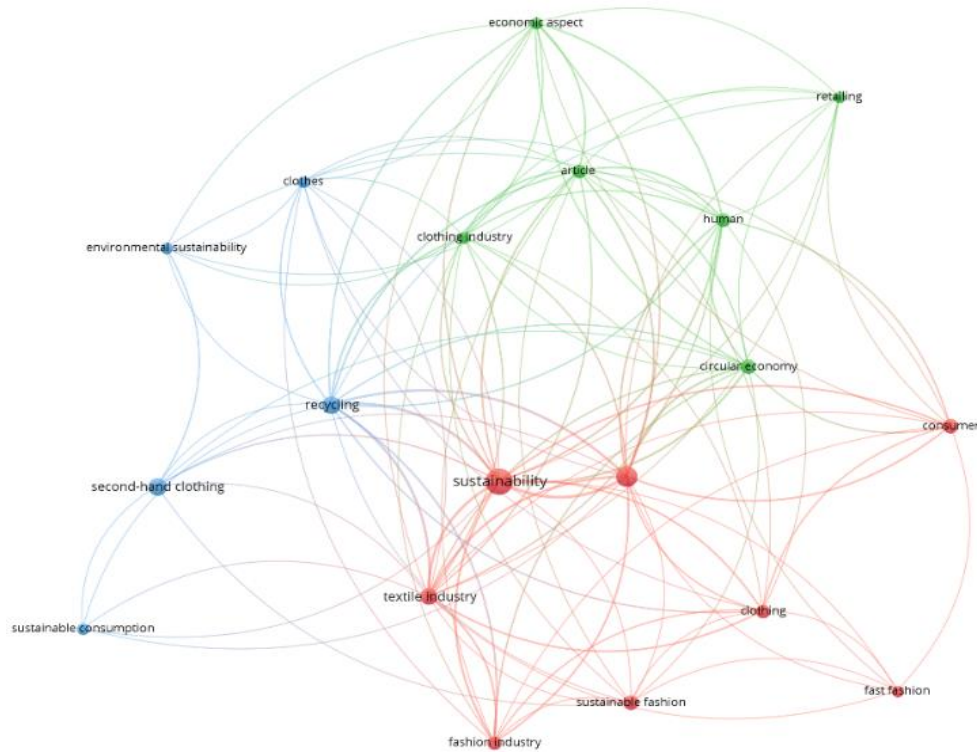 economic aspect
retailing
article
clothes
human
clothing industry
environmental sustainability
circular economy
recycling
consumer
sustainability
second-hand clothing
textile industry
clothing
sustainable consumption
fast fashion
sustainable fashion
fashion industry